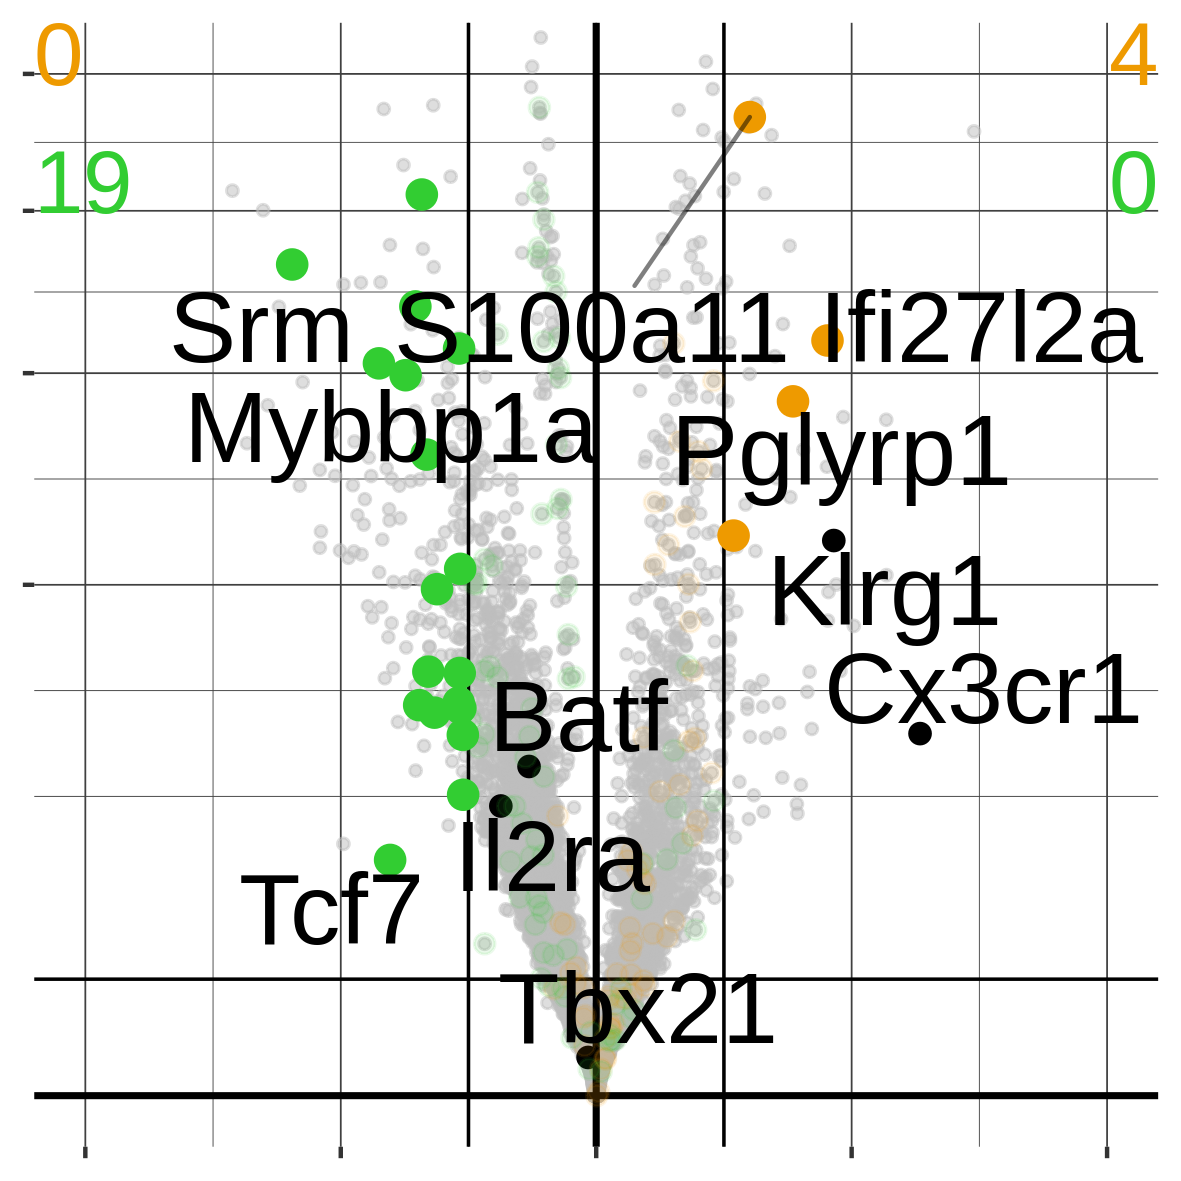 0 4
19 0
Srm S100a11 Ifi27l2a
Mybbp1a Pglyrp1
Klrg1
Cx3cr1
Batf
Il2ra
Tcf7
Tbx21